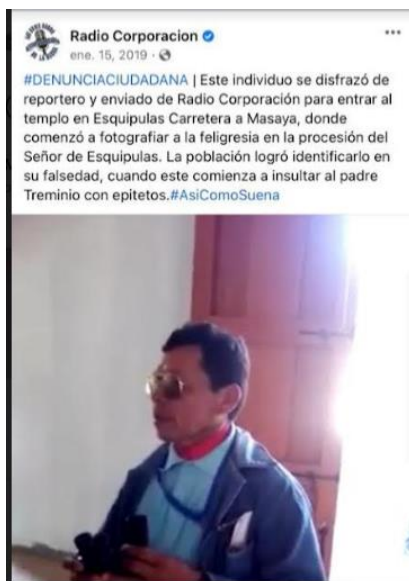 Radio Corporacion
ene. 15, 2019 ·
#DENUNCIACIUDADANA | Este individuo se disfrazó de
reportero y enviado de Radio Corporación para entrar al
templo en Esquipulas Carretera a Masaya, donde
comenzó a fotografiar a la feligresia en la procesión del
Señor de Esquipulas. La población logró identificarlo en
su falsedad, cuando este comienza a insultar al padre
Treminio con epitetos.#AsiComoSuena